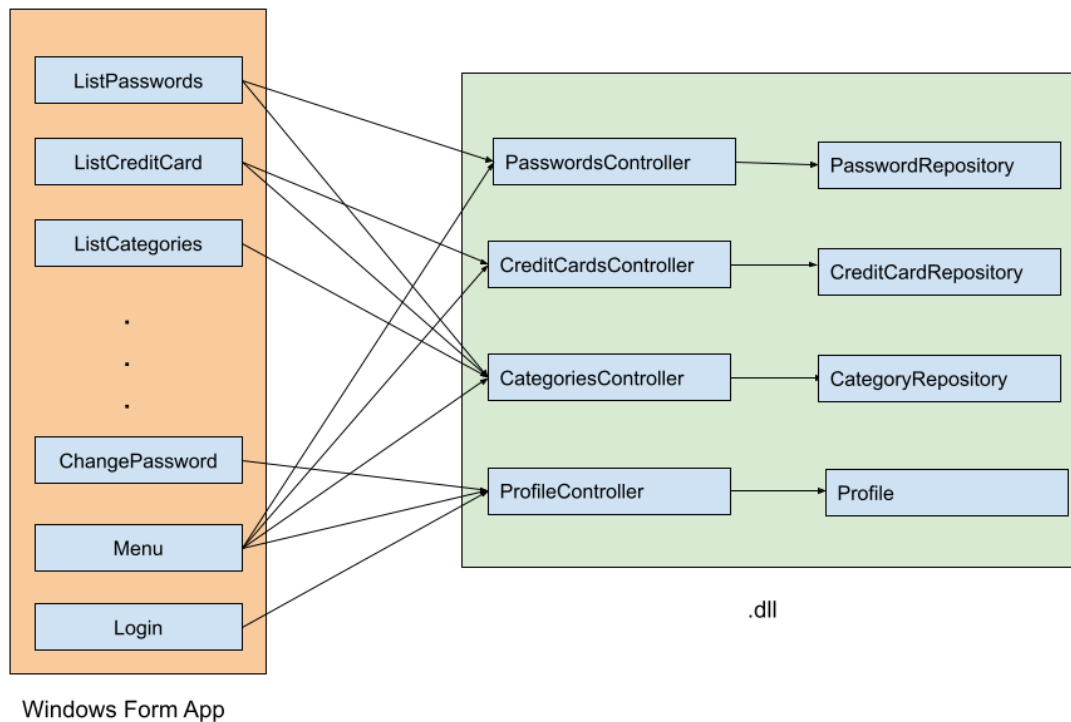 ListPasswords
ListCreditCard
ListCategories
.
.
.
ChangePassword
Menu
Login
Windows Form App
PasswordsController
PasswordRepository
CreditCardsController
CreditCardRepository
CategoriesController
CategoryRepository
ProfileController
Profile
.dll